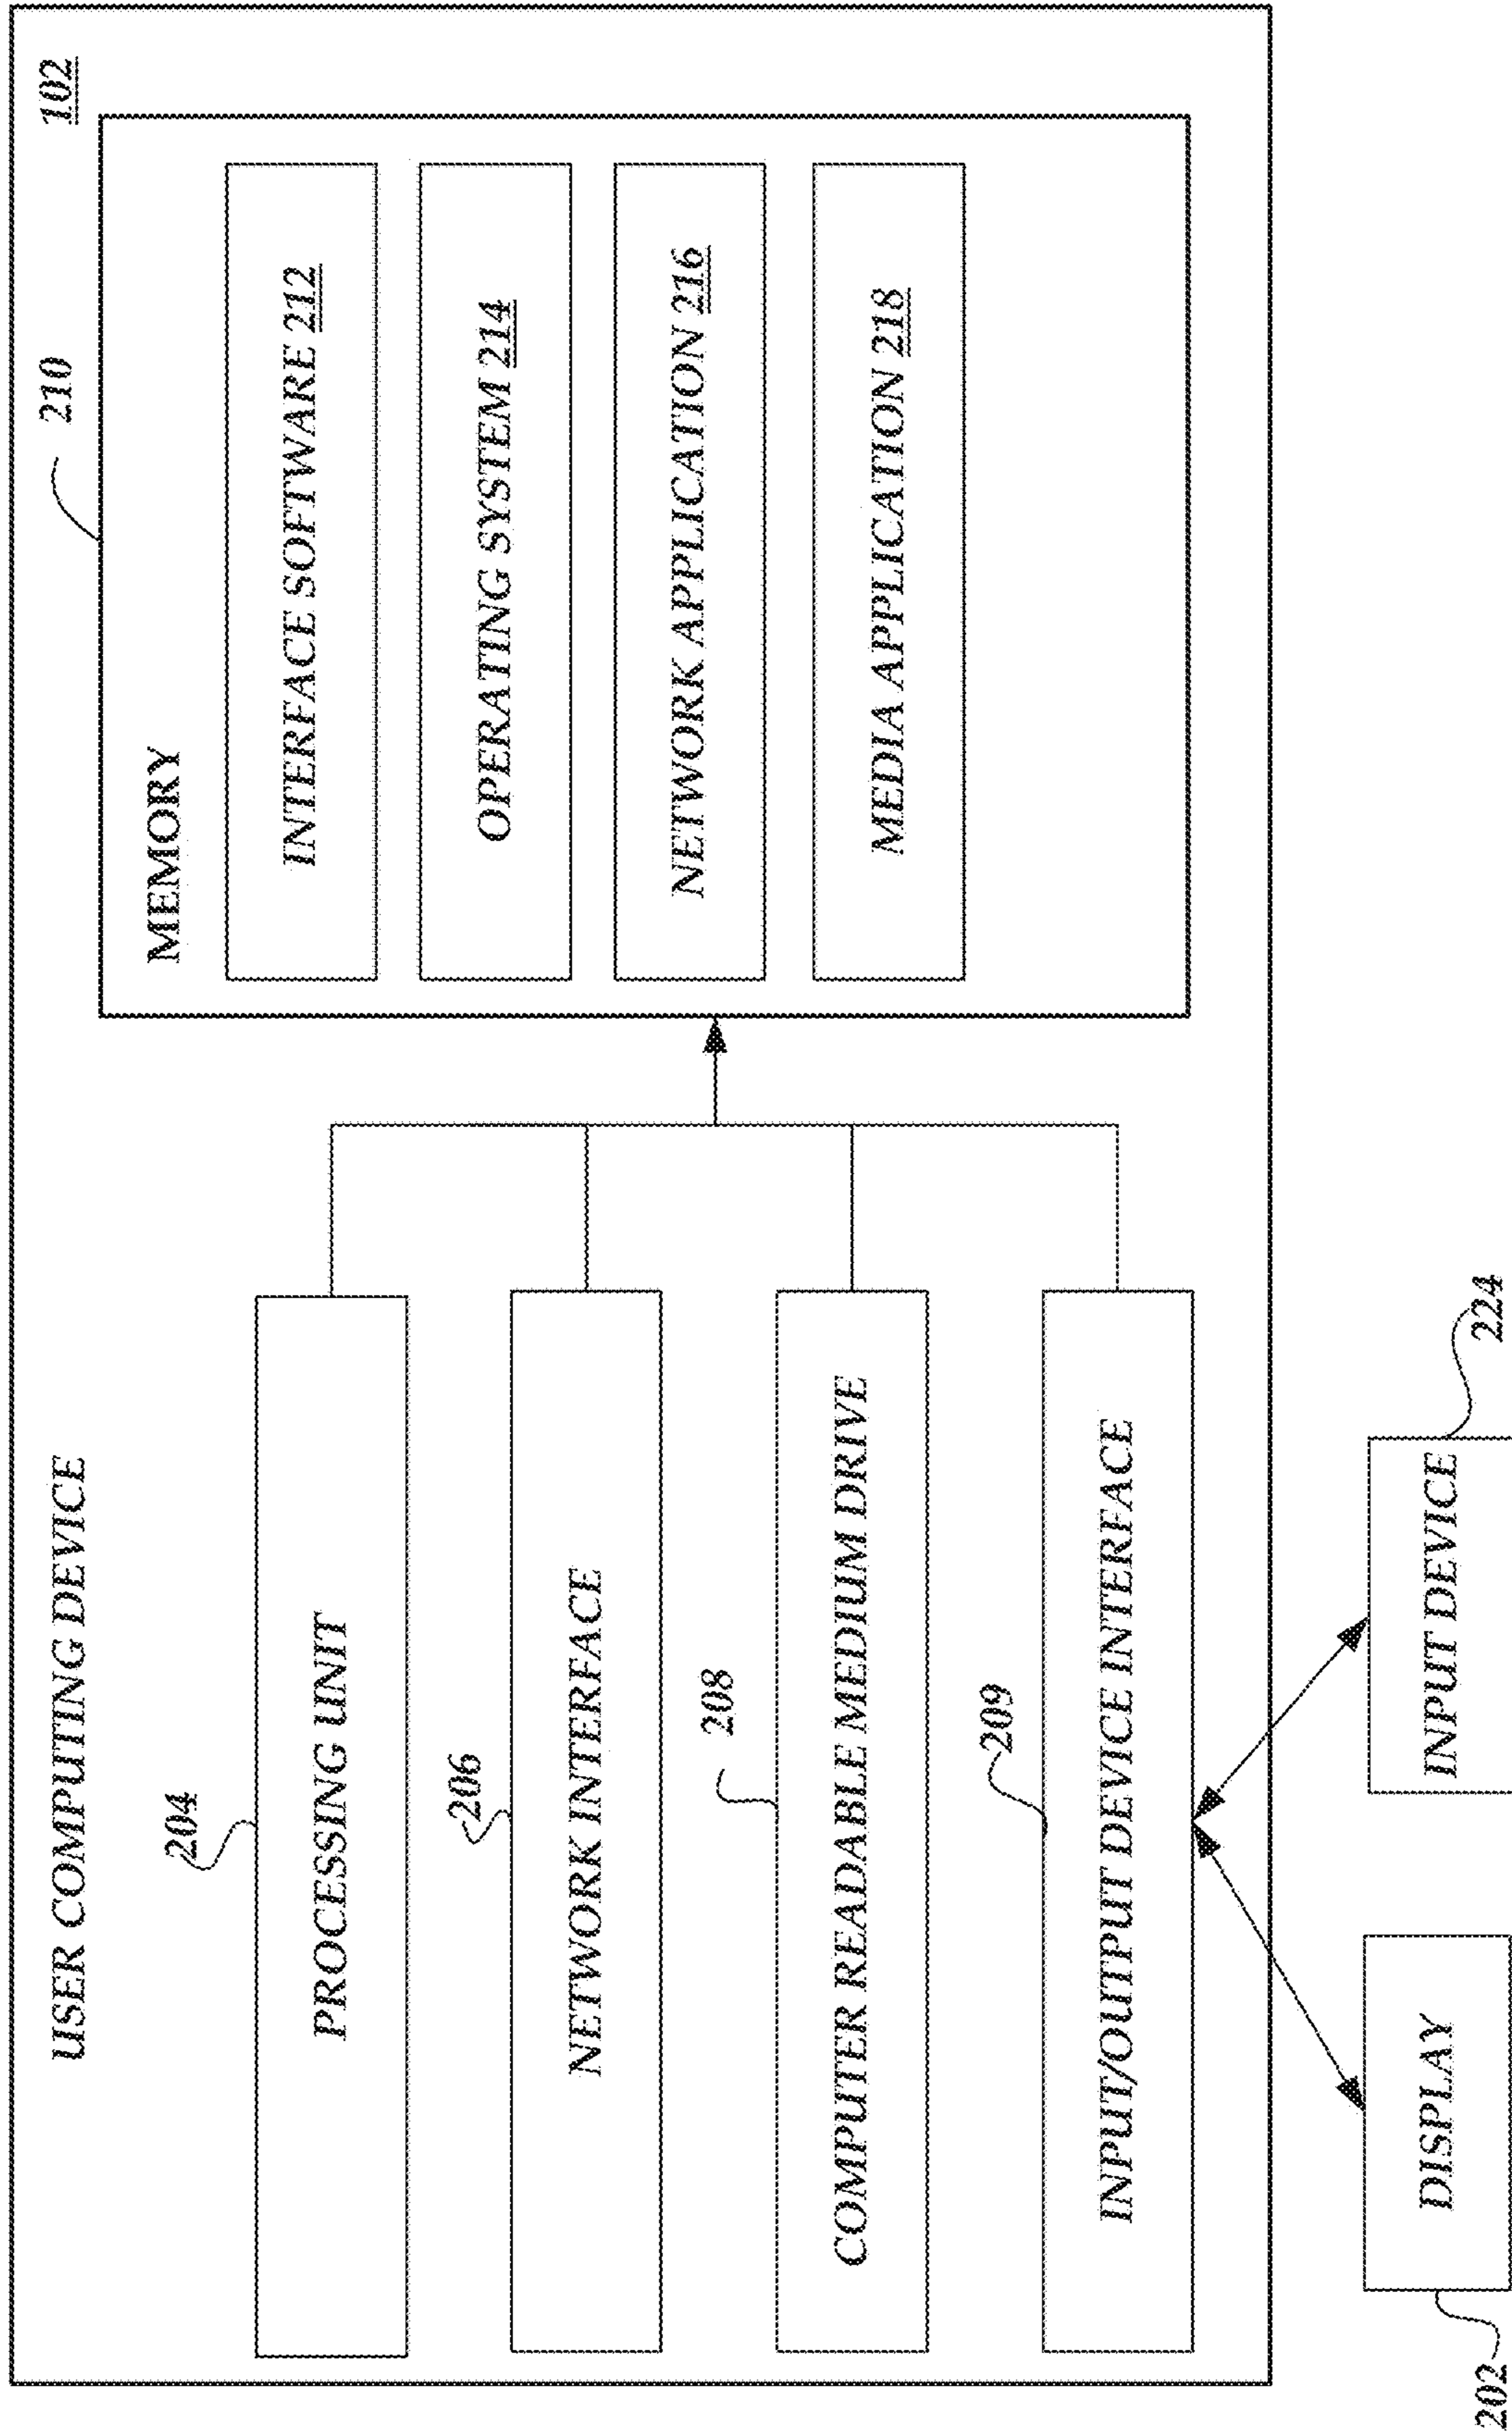 USER COMPUTING DEVICE
102
210
MEMORY
204
PROCESSING UNIT
INTERFACE SOFTWARE 212
206
NETWORK INTERFACE
OPERATING SYSTEM 214
NETWORK APPLICATION 216
208
COMPUTER READABLE MEDIUM DRIVE
MEDIA APPLICATION 218
209
INPUT/OUTPUT DEVICE INTERFACE
DISPLAY
INPUT DEVICE
202
224